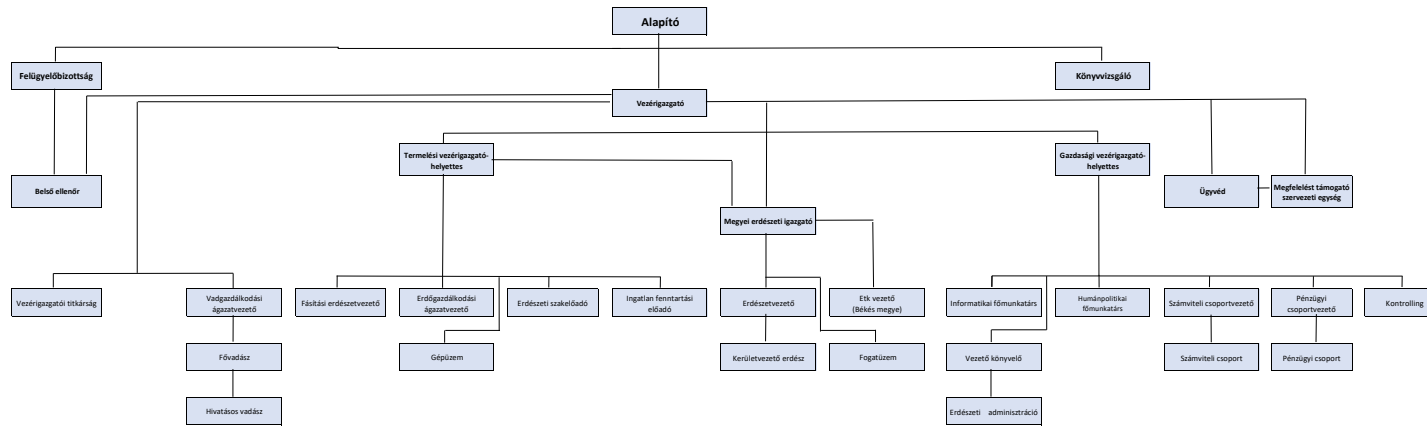 Alapító
Felügyelőbizottság
Könyvvizsgáló
Vezérigazgató
Termelési vezérigazgató-
helyettes
Gazdasági vezérigazgató-
helyettes
Belső ellenőr
Ügyvéd
Megfelelést támogató
szervezeti egység
Megyei erdészeti igazgató
Vezérigazgatói titkárság
Vadgazdálkodási
ágazatvezető
Fásítási erdészetvezető
Erdőgazdálkodási
ágazatvezető
Erdészeti szakelőadó
Ingatlan fenntartási
előadó
Erdészetvezető
Etk vezető
(Békés megye)
Informatikai főmunkatárs
Humánpolitikai
főmunkatárs
Számviteli csoportvezető
Pénzügyi
csoportvezető
Kontrolling
Fővadász
Gépüzem
Kerületvezető erdész
Fogatüzem
Vezető könyvelő
Számviteli csoport
Pénzügyi csoport
Hivatásos vadász
Erdészeti adminisztráció